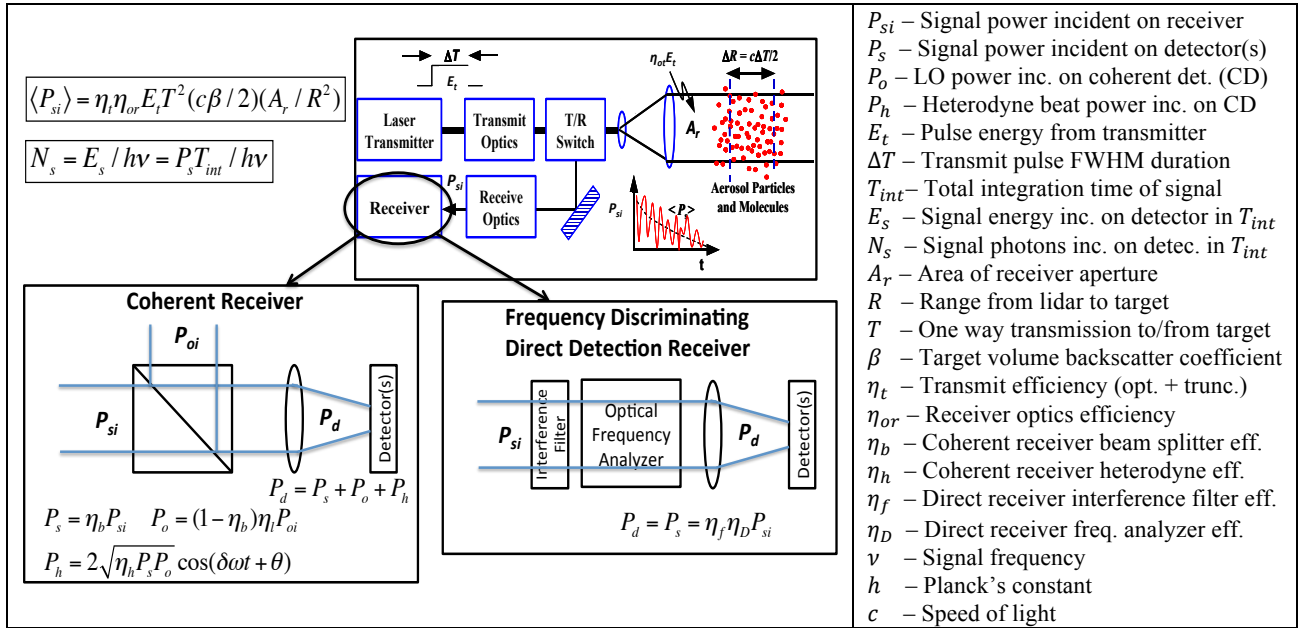 ⟨P_si⟩ = η_t η_or E_t T² (cβ / 2)(A_r / R²)
N_s = E_s / hν = P_s T_int / hν
ΔT
E_t
η_ot E_t
ΔR = cΔT/2
Laser
Transmitter
Transmit
Optics
T/R
Switch
A_r
Aerosol Particles
and Molecules
P_si
Receiver
Receive
Optics
P_si
<P_s>
t
Coherent Receiver
P_oi
P_si
P_d
Detector(s)
P_d = P_s + P_o + P_h
P_s = η_b P_si P_o = (1 − η_b)η_l P_oi
P_h = 2√(η_h P_s P_o) cos(δωt + θ)
Frequency Discriminating
Direct Detection Receiver
P_si
Interference
Filter
Optical
Frequency
Analyzer
P_d
Detector(s)
P_d = P_s = η_f η_D P_si
P_si – Signal power incident on receiver
P_s – Signal power incident on detector(s)
P_o – LO power inc. on coherent det. (CD)
P_h – Heterodyne beat power inc. on CD
E_t – Pulse energy from transmitter
ΔT – Transmit pulse FWHM duration
T_int – Total integration time of signal
E_s – Signal energy inc. on detector in T_int
N_s – Signal photons inc. on detec. in T_int
A_r – Area of receiver aperture
R – Range from lidar to target
T – One way transmission to/from target
β – Target volume backscatter coefficient
η_t – Transmit efficiency (opt. + trunc.)
η_or – Receiver optics efficiency
η_b – Coherent receiver beam splitter eff.
η_h – Coherent receiver heterodyne eff.
η_f – Direct receiver interference filter eff.
η_D – Direct receiver freq. analyzer eff.
ν – Signal frequency
h – Planck's constant
c – Speed of light